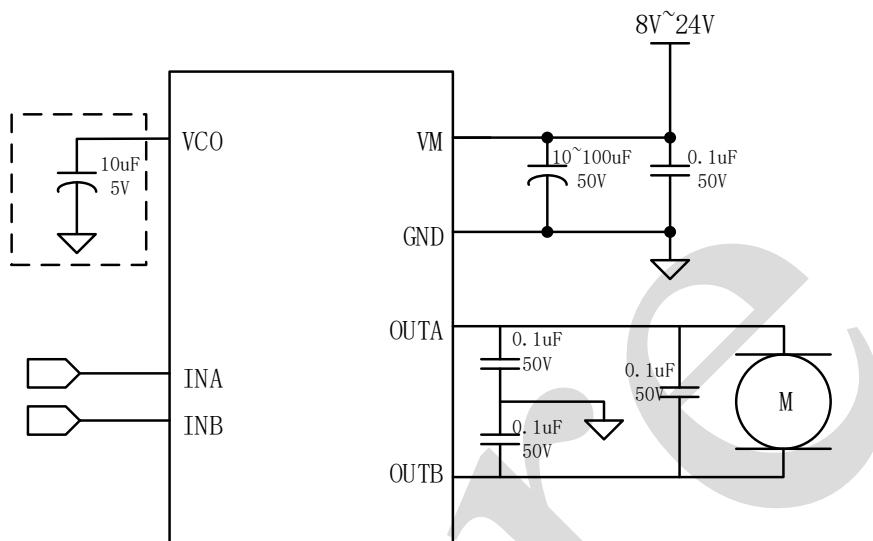 8V~24V
VCO
VM
10uF
5V
10~100uF
50V
0.1uF
50V
GND
OUTA
0.1uF
50V
0.1uF
50V
INA
M
INB
0.1uF
50V
OUTB
re